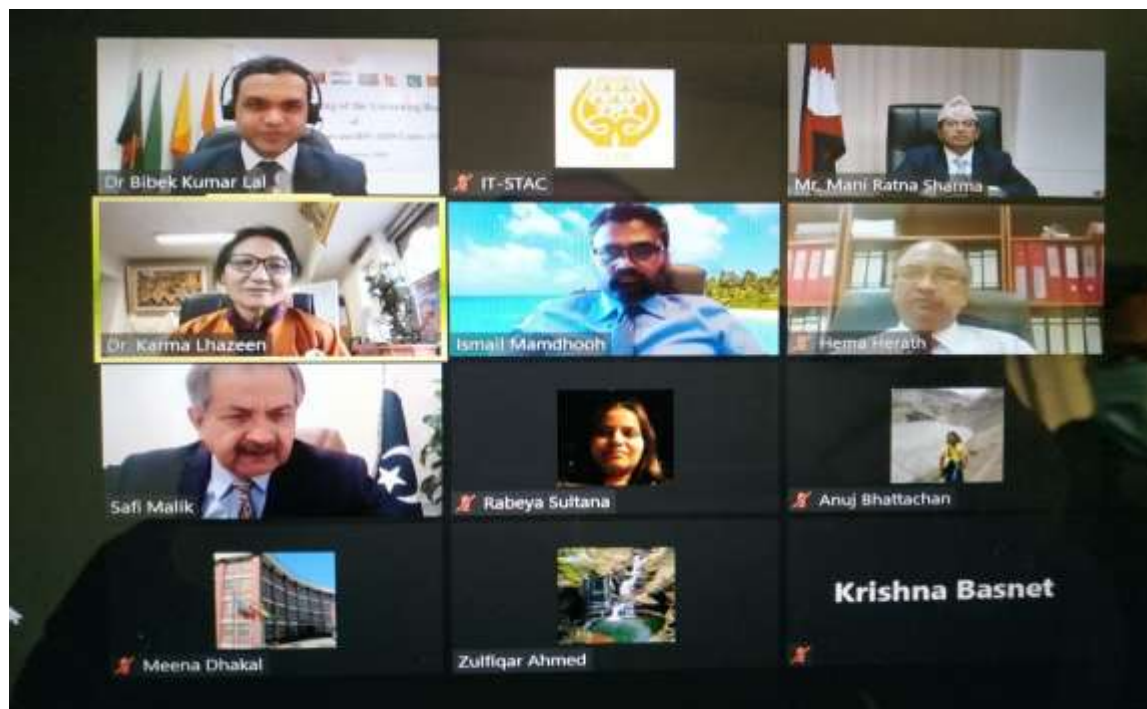 Dr Bibek Kumar Lal
IT-STAC
Mr. Mani Ratna Sharma
Dr. Karma Lhazeen
Ismail Mamdhooh
Hema Herath
Safi Malik
Rabeya Sultana
Anuj Bhattachan
Meena Dhakal
Zulfiqar Ahmed
Krishna Basnet